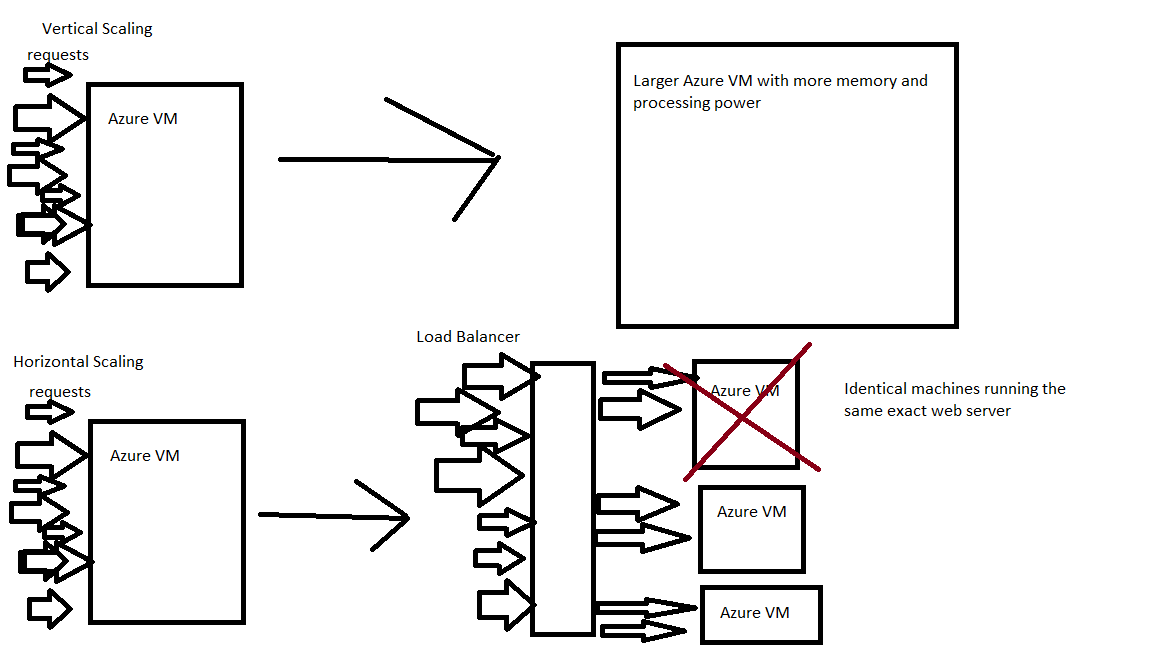 Vertical Scaling
requests
Azure VM
Larger Azure VM with more memory and
processing power
Load Balancer
Horizontal Scaling
requests
Azure VM
Azure VM
Identical machines running the
same exact web server
Azure VM
Azure VM